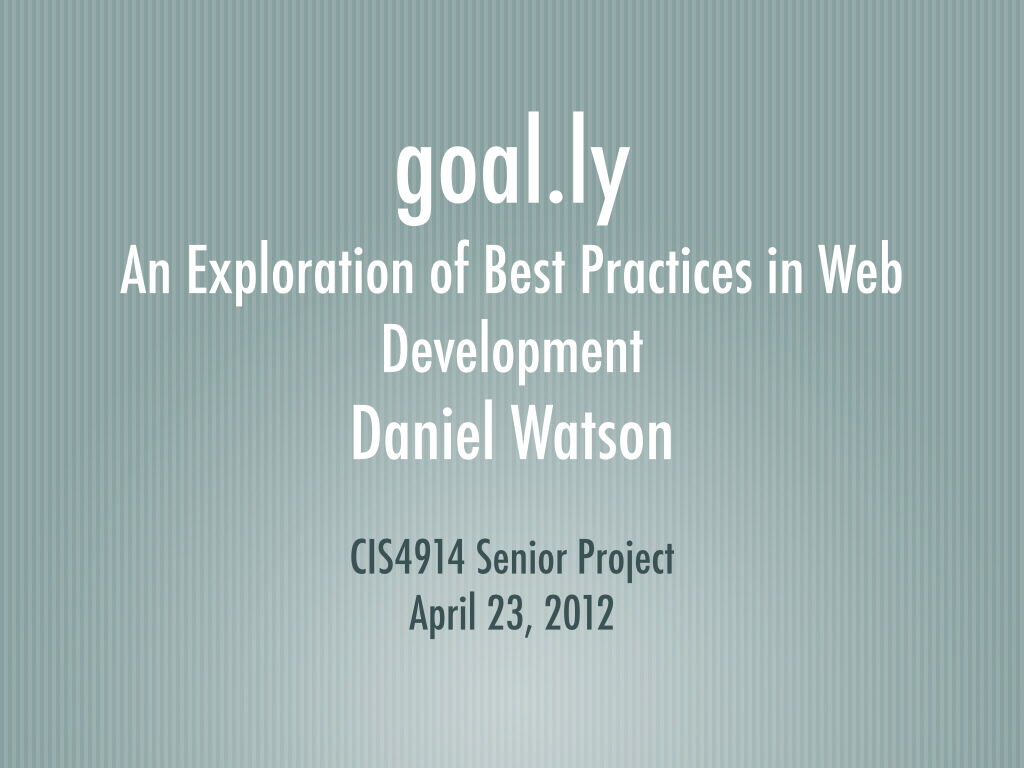 goal.ly
An Exploration of Best Practices in Web
Development
Daniel Watson
CIS4914 Senior Project
April 23, 2012